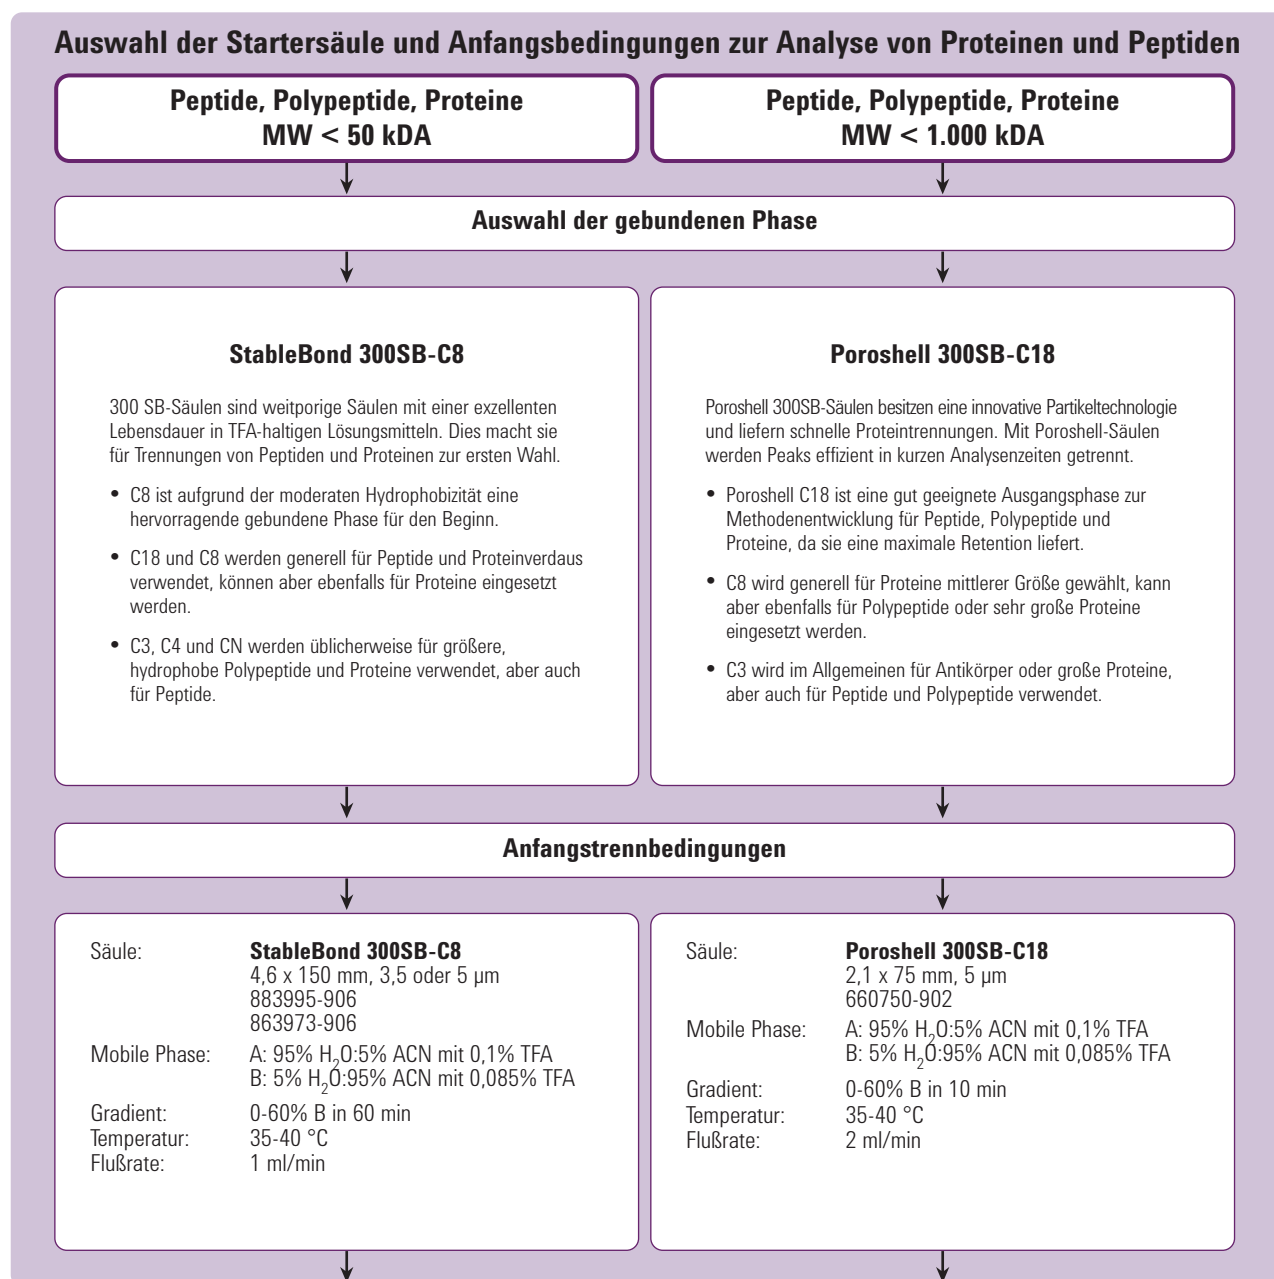 Auswahl der Startersäule und Anfangsbedingungen zur Analyse von Proteinen und Peptiden
Peptide, Polypeptide, Proteine
MW < 50 kDA
Peptide, Polypeptide, Proteine
MW < 1.000 kDA
Auswahl der gebundenen Phase
StableBond 300SB-C8
300 SB-Säulen sind weitporige Säulen mit einer exzellenten
Lebensdauer in TFA-haltigen Lösungsmitteln. Dies macht sie
für Trennungen von Peptiden und Proteinen zur ersten Wahl.
• C8 ist aufgrund der moderaten Hydrophobizität eine
hervorragende gebundene Phase für den Beginn.
• C18 und C8 werden generell für Peptide und Proteinverdaus
verwendet, können aber ebenfalls für Proteine eingesetzt
werden.
• C3, C4 und CN werden üblicherweise für größere,
hydrophobe Polypeptide und Proteine verwendet, aber auch
für Peptide.
Poroshell 300SB-C18
Poroshell 300SB-Säulen besitzen eine innovative Partikeltechnologie
und liefern schnelle Proteintrennungen. Mit Poroshell-Säulen
werden Peaks effizient in kurzen Analysenzeiten getrennt.
• Poroshell C18 ist eine gut geeignete Ausgangsphase zur
Methodenentwicklung für Peptide, Polypeptide und
Proteine, da sie eine maximale Retention liefert.
• C8 wird generell für Proteine mittlerer Größe gewählt, kann
aber ebenfalls für Polypeptide oder sehr große Proteine
eingesetzt werden.
• C3 wird im Allgemeinen für Antikörper oder große Proteine,
aber auch für Peptide und Polypeptide verwendet.
Anfangstrennbedingungen
Säule: StableBond 300SB-C8
4,6 x 150 mm, 3,5 oder 5 µm
883995-906
863973-906
Mobile Phase: A: 95% H₂O:5% ACN mit 0,1% TFA
B: 5% H₂O:95% ACN mit 0,085% TFA
Gradient: 0-60% B in 60 min
Temperatur: 35-40 °C
Flußrate: 1 ml/min
Säule: Poroshell 300SB-C18
2,1 x 75 mm, 5 µm
660750-902
Mobile Phase: A: 95% H₂O:5% ACN mit 0,1% TFA
B: 5% H₂O:95% ACN mit 0,085% TFA
Gradient: 0-60% B in 10 min
Temperatur: 35-40 °C
Flußrate: 2 ml/min